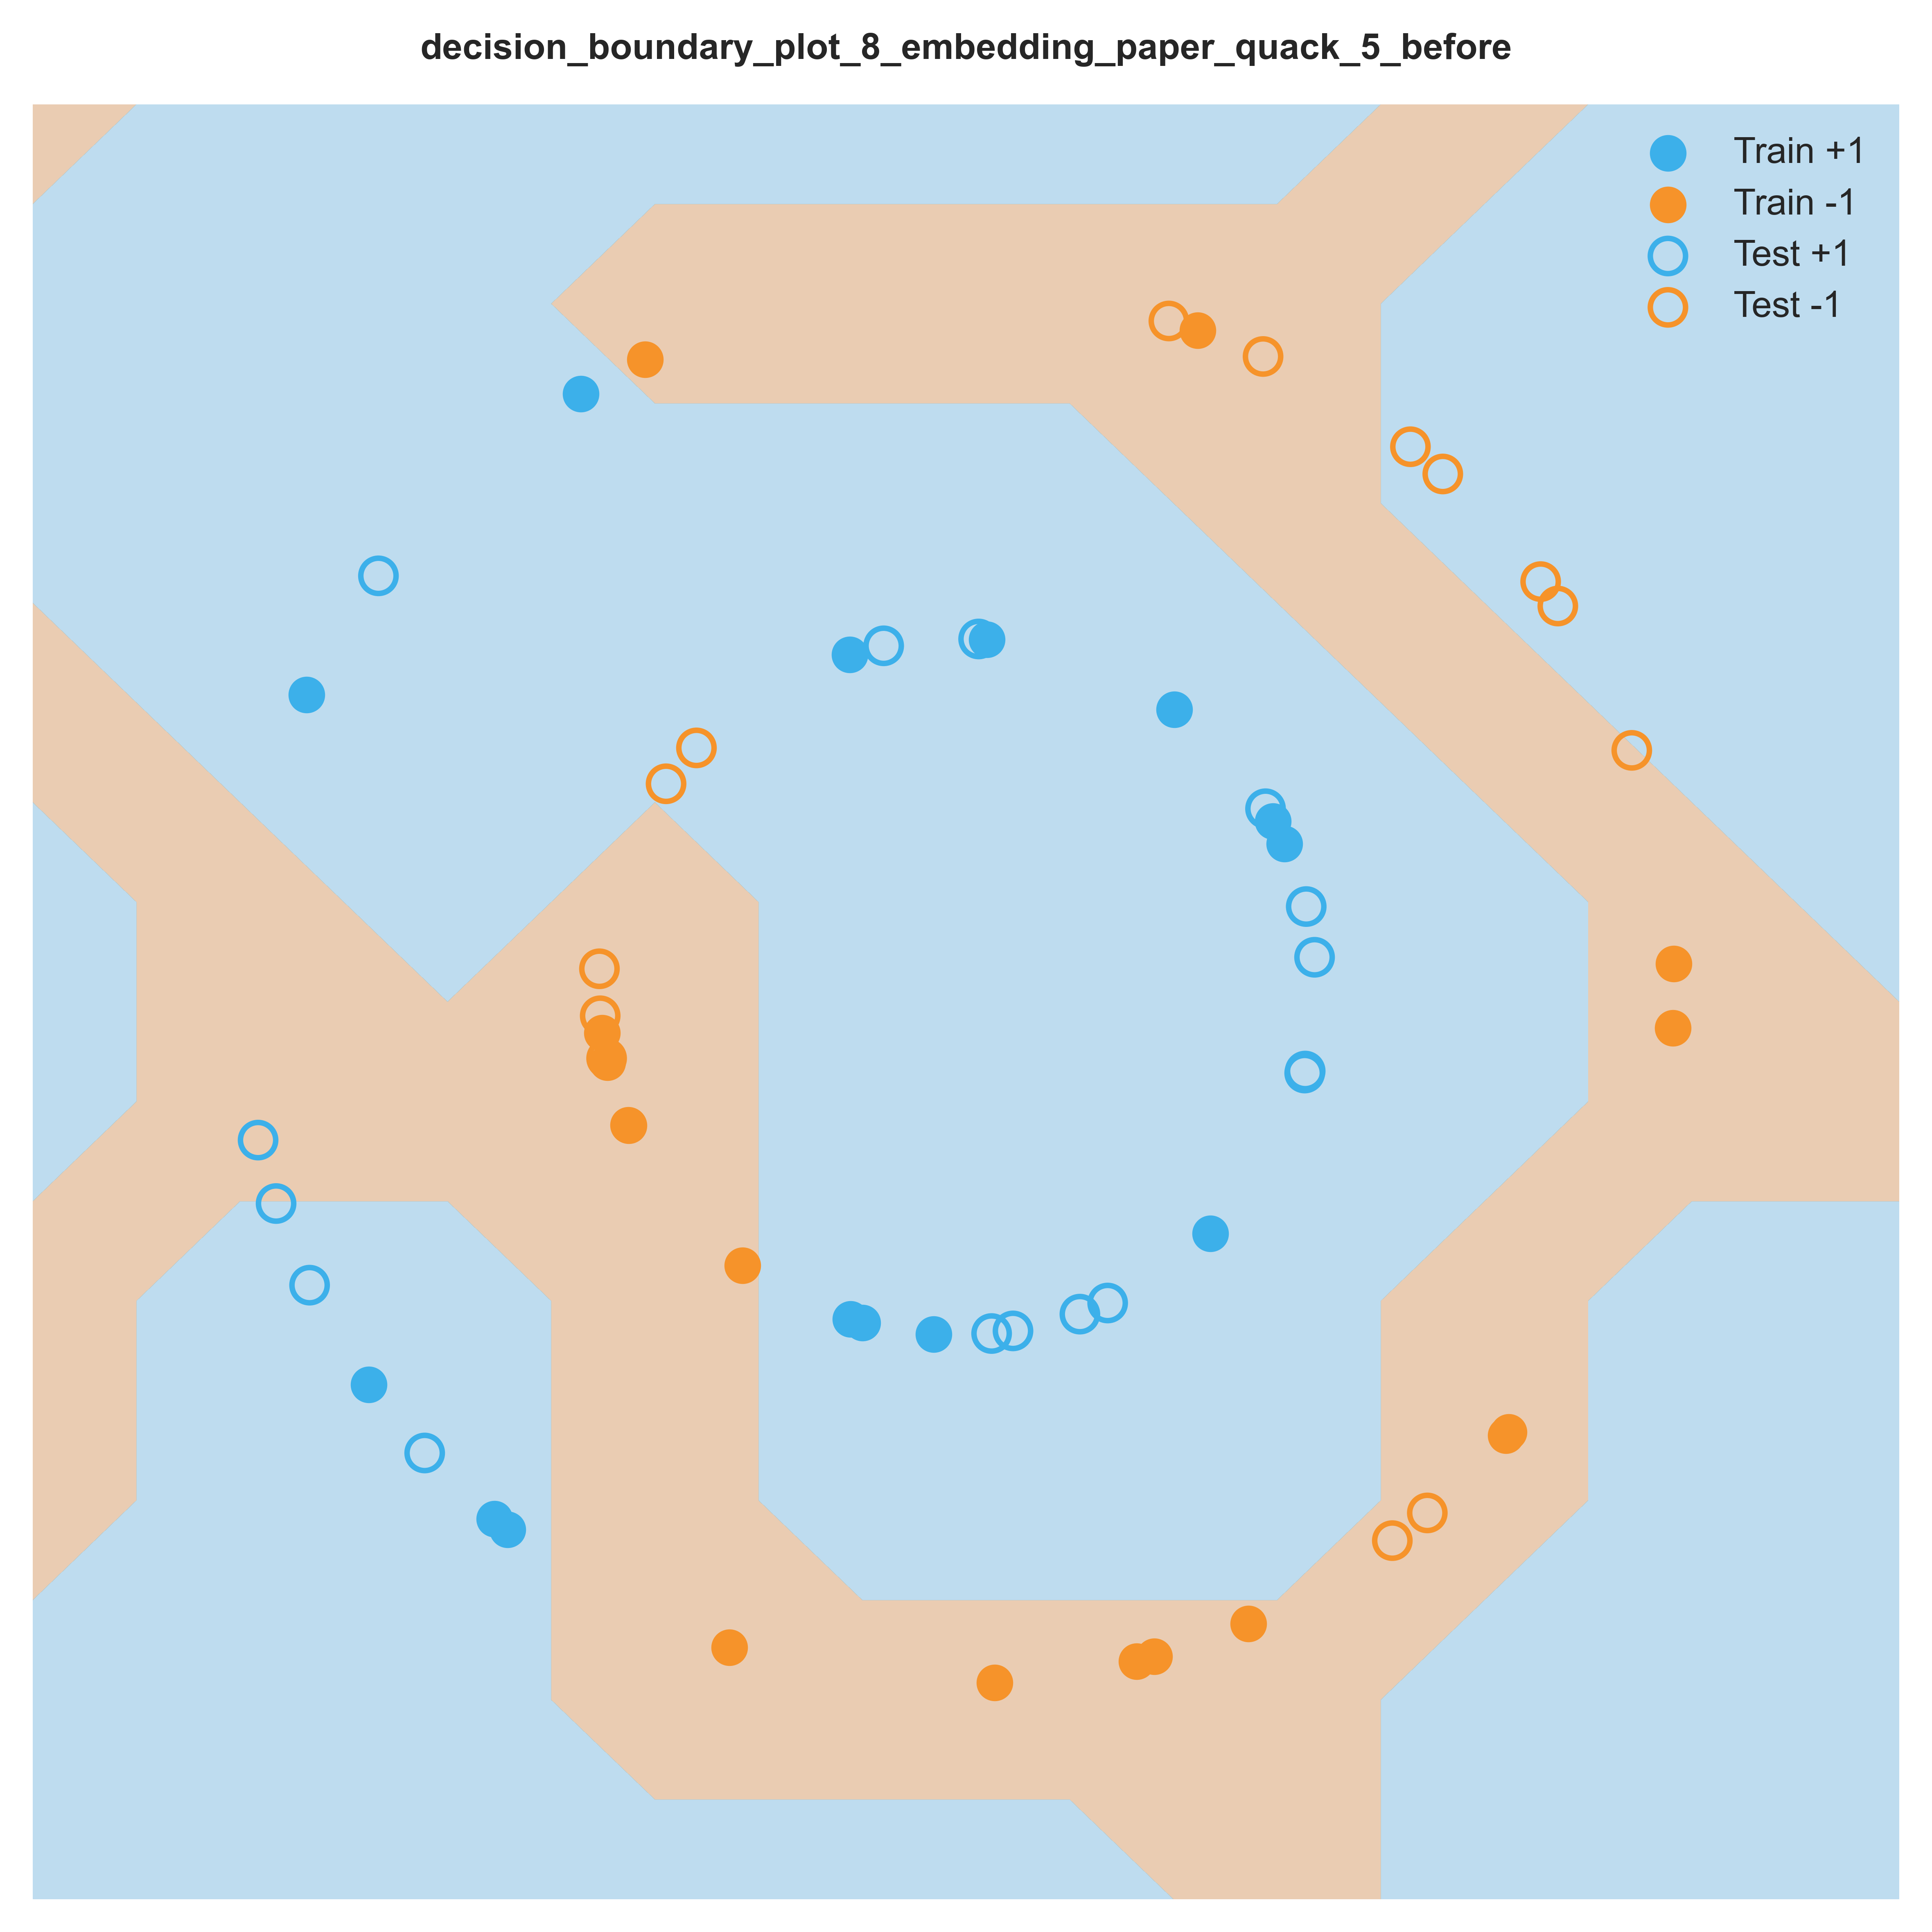 decision_boundary_plot_8_embedding_paper_quack_5_before
Train +1
Train -1
Test +1
Test -1